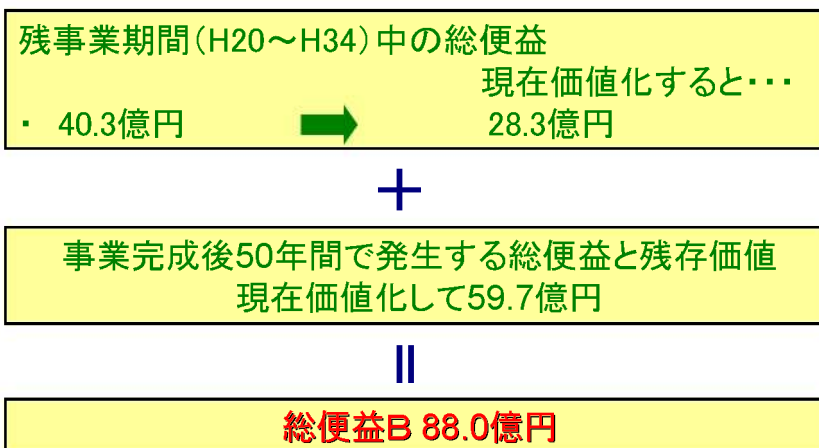 残事業期間(H20～H34)中の総便益
現在価値化すると・・・
・ 40.3億円 28.3億円
＋
事業完成後50年間で発生する総便益と残存価値
現在価値化して59.7億円
＝
総便益B 88.0億円